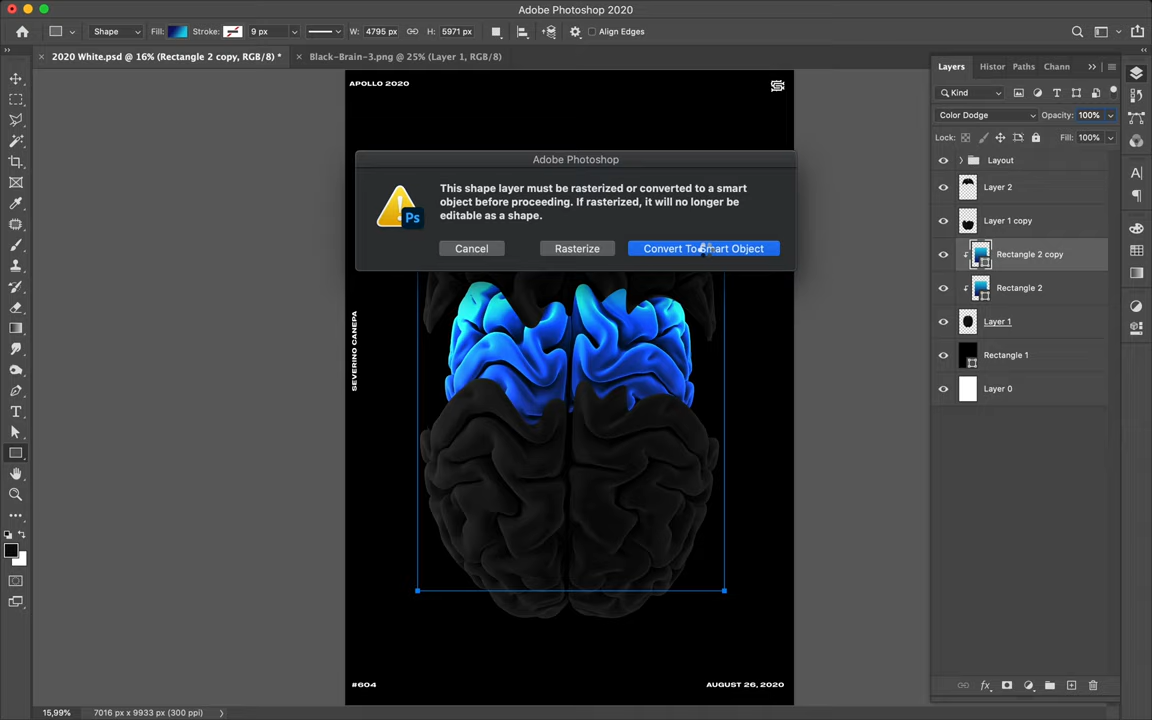 Adobe Photoshop 2020
Shape Fill: Stroke: 9 px W: 4795 px H: 5971 px Align Edges
2020 White.psd @ 16% (Rectangle 2 copy, RGB/8) * Black-Brain-3.png @ 25% (Layer 1, RGB/8)
Layers Histor Paths Chann
Kind
Color Dodge Opacity: 100%
Lock: Fill: 100%
Layout
Layer 2
Layer 1 copy
Rectangle 2 copy
Rectangle 2
Layer 1
Rectangle 1
Layer 0
APOLLO 2020
Adobe Photoshop
This shape layer must be rasterized or converted to a smart
object before proceeding. If rasterized, it will no longer be
editable as a shape.
Ps
Cancel Rasterize Convert To Smart Object
SEVERINO CANEPA
#604 AUGUST 26, 2020
15,99% 7016 px x 9933 px (300 ppi)